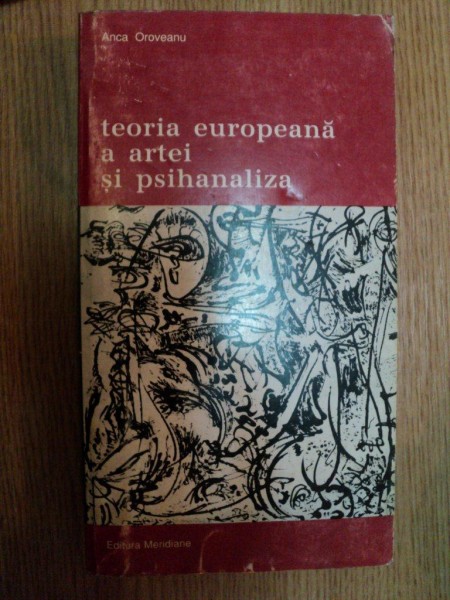 Anca Oroveanu
teoria europeană
a artei
și psihanaliza
Editura Meridiane